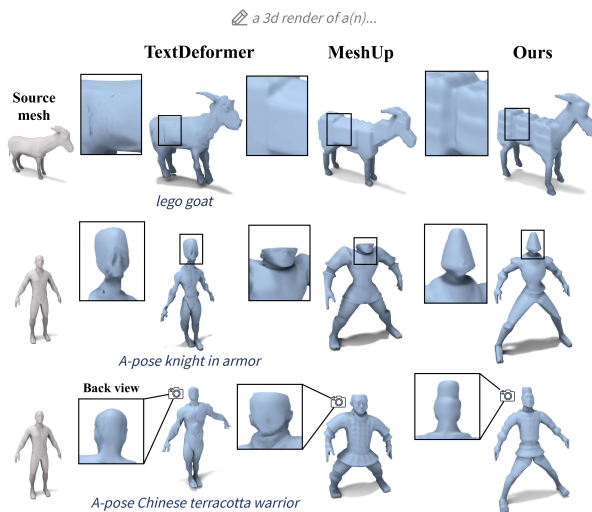 a 3d render of a(n)...
TextDeformer
MeshUp
Ours
Source
mesh
lego goat
A-pose knight in armor
Back view
A-pose Chinese terracotta warrior